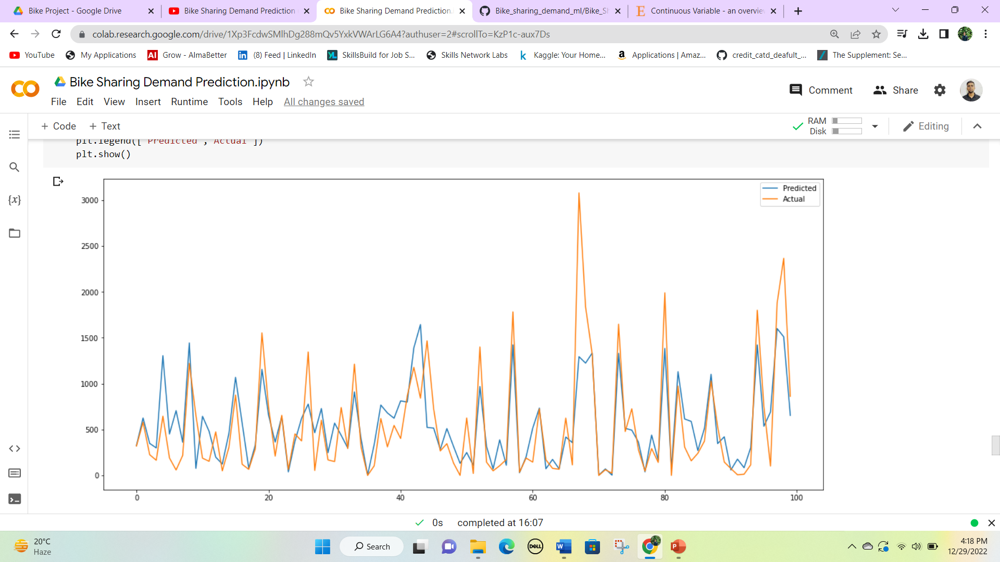 Bike Project - Google Drive
Bike Sharing Demand Prediction
Bike Sharing Demand Prediction.i
Bike_sharing_demand_ml/Bike_Sh
Continuous Variable - an overview
colab.research.google.com/drive/1Xp3FcdwSMlhDg288mQv5YxkVWArLG6A4?authuser=2#scrollTo=KzP1c-aux7Ds
YouTube
My Applications
AI Grow - AlmaBetter
in (8) Feed | LinkedIn
YL SkillsBuild for Job S...
Skills Network Labs
k Kaggle: Your Home...
a Applications | Amaz...
credit_catd_deafult_...
The Supplement: Se...
Bike Sharing Demand Prediction.ipynb
Comment
Share
File Edit View Insert Runtime Tools Help All changes saved
+ Code + Text
RAM
Disk
Editing
plt.legend(['Predicted', 'Actual'])
plt.show()
{x}
Predicted
Actual
3000
2500
2000
1500
1000
500
0
0 20 40 60 80 100
0s completed at 16:07
20°C
Haze
Search
DELL
W
P
4:18 PM
12/29/2022